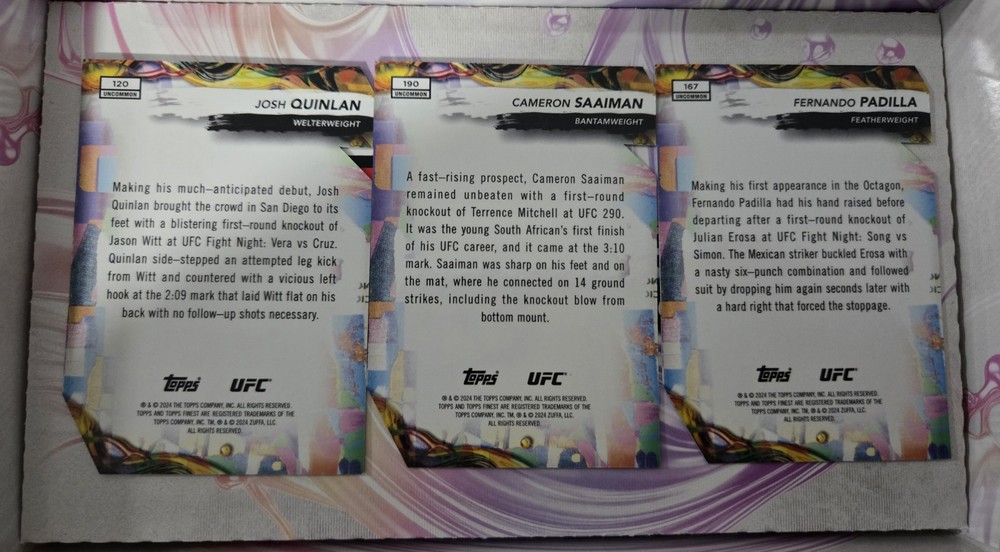 120
UNCOMMON
JOSH QUINLAN
WELTERWEIGHT
Making his much–anticipated debut, Josh
Quinlan brought the crowd in San Diego to its
feet with a blistering first–round knockout of
Jason Witt at UFC Fight Night: Vera vs Cruz.
Quinlan side–stepped an attempted leg kick
from Witt and countered with a vicious left
hook at the 2:09 mark that laid Witt flat on his
back with no follow–up shots necessary.
Topps UFC
® & © 2024 THE TOPPS COMPANY, INC. ALL RIGHTS RESERVED.
TOPPS AND TOPPS FINEST ARE REGISTERED TRADEMARKS OF THE
TOPPS COMPANY, INC. TM, ® & © 2024 ZUFFA, LLC.
ALL RIGHTS RESERVED.
190
UNCOMMON
CAMERON SAAIMAN
BANTAMWEIGHT
A fast–rising prospect, Cameron Saaiman
remained unbeaten with a first–round
knockout of Terrence Mitchell at UFC 290.
It was the young South African's first finish
of his UFC career, and it came at the 3:10
mark. Saaiman was sharp on his feet and on
the mat, where he connected on 14 ground
strikes, including the knockout blow from
bottom mount.
Topps UFC
® & © 2024 THE TOPPS COMPANY, INC. ALL RIGHTS RESERVED.
TOPPS AND TOPPS FINEST ARE REGISTERED TRADEMARKS OF THE
TOPPS COMPANY, INC. TM, ® & © 2024 ZUFFA, LLC.
ALL RIGHTS RESERVED.
167
UNCOMMON
FERNANDO PADILLA
FEATHERWEIGHT
Making his first appearance in the Octagon,
Fernando Padilla had his hand raised before
departing after a first–round knockout of
Julian Erosa at UFC Fight Night: Song vs
Simon. The Mexican striker buckled Erosa with
a nasty six–punch combination and followed
suit by dropping him again seconds later with
a hard right that forced the stoppage.
Topps UFC
® & © 2024 THE TOPPS COMPANY, INC. ALL RIGHTS RESERVED.
TOPPS AND TOPPS FINEST ARE REGISTERED TRADEMARKS OF THE
TOPPS COMPANY, INC. TM, ® & © 2024 ZUFFA, LLC.
ALL RIGHTS RESERVED.